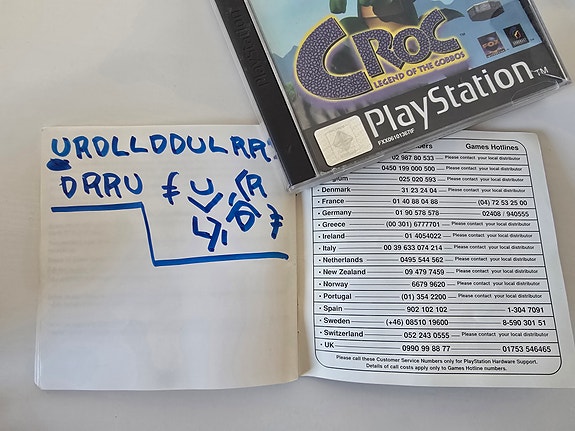 CROC™
LEGEND OF THE GOBBOS
PlayStation™
URDLLDDULRR
DRRU
U R
L D
Games Hotlines
02 987 80 533 Please contact your local distributor
0450 199 000 500 Please contact your local distributor
025 020 593 Please contact your local distributor
• Denmark 31 23 24 04 Please contact your local distributor
• France 01 40 88 04 88 (04) 72 53 25 00
• Germany 01 90 578 578 02408 / 940555
• Greece (00 301) 6777701 Please contact your local distributor
• Ireland 01 4054022 Please contact your local distributor
• Italy 00 39 633 074 214 Please contact your local distributor
• Netherlands 0495 544 562 Please contact your local distributor
• New Zealand 09 479 7459 Please contact your local distributor
• Norway 6679 9620 Please contact your local distributor
• Portugal (01) 354 2200 Please contact your local distributor
• Spain 902 102 102 1-304 7091
• Sweden (+46) 08510 19600 8-590 301 51
• Switzerland 052 243 0555 Please contact your local distributor
• UK 0990 99 88 77 01753 546465
Please call these Customer Service Numbers only for PlayStation Hardware Support.
Details of call costs apply only to Games Hotline numbers.